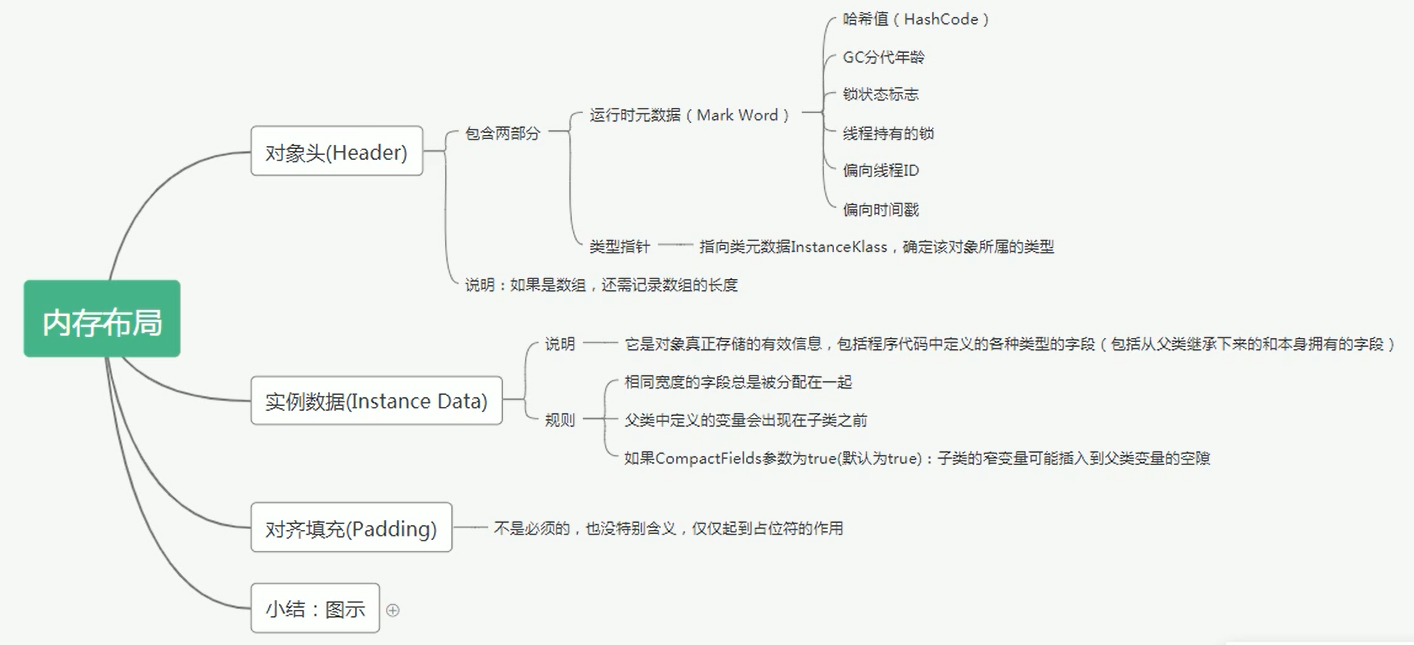 内存布局
对象头(Header)
包含两部分
运行时元数据（Mark Word）
哈希值（HashCode）
GC分代年龄
锁状态标志
线程持有的锁
偏向线程ID
偏向时间戳
类型指针
指向类元数据InstanceKlass，确定该对象所属的类型
说明：如果是数组，还需记录数组的长度
实例数据(Instance Data)
说明
它是对象真正存储的有效信息，包括程序代码中定义的各种类型的字段（包括从父类继承下来的和本身拥有的字段）
规则
相同宽度的字段总是被分配在一起
父类中定义的变量会出现在子类之前
如果CompactFields参数为true(默认为true)：子类的窄变量可能插入到父类变量的空隙
对齐填充(Padding)
不是必须的，也没特别含义，仅仅起到占位符的作用
小结：图示